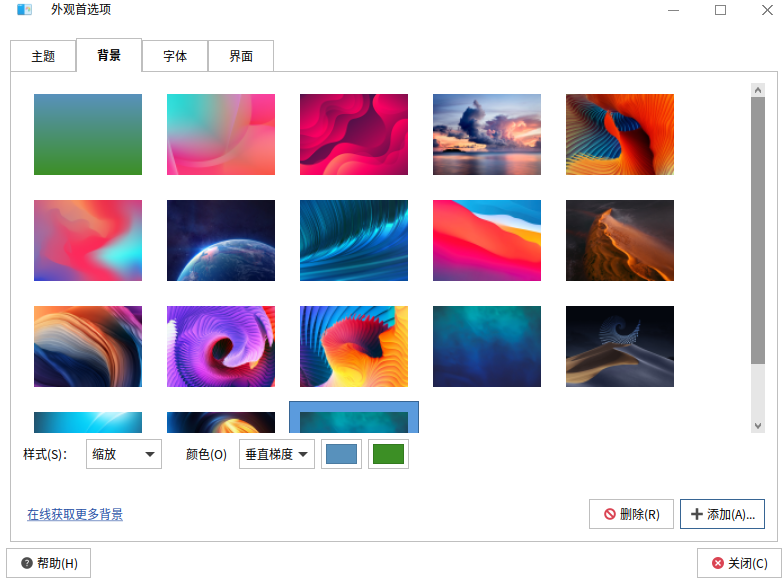 外观首选项
主题 背景 字体 界面
样式(S): 缩放 颜色(O) 垂直梯度
在线获取更多背景 删除(R) 添加(A)...
帮助(H) 关闭(C)